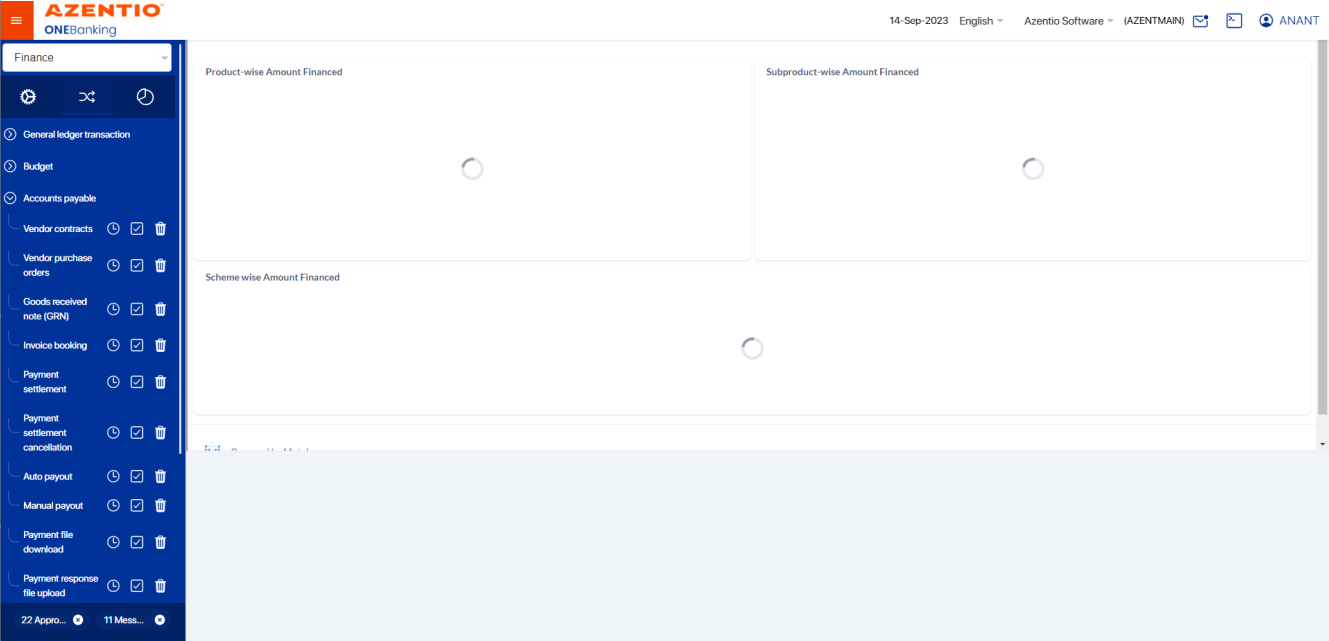 AZENTIO
ONEBanking
14-Sep-2023 English Azentio Software (AZENTMAIN) ANANT
Finance
General ledger transaction
Budget
Accounts payable
Vendor contracts
Vendor purchase
orders
Goods received
note (GRN)
Invoice booking
Payment
settlement
Payment
settlement
cancellation
Auto payout
Manual payout
Payment file
download
Payment response
file upload
22 Appro... 11 Mess...
Product-wise Amount Financed
Subproduct-wise Amount Financed
Scheme wise Amount Financed